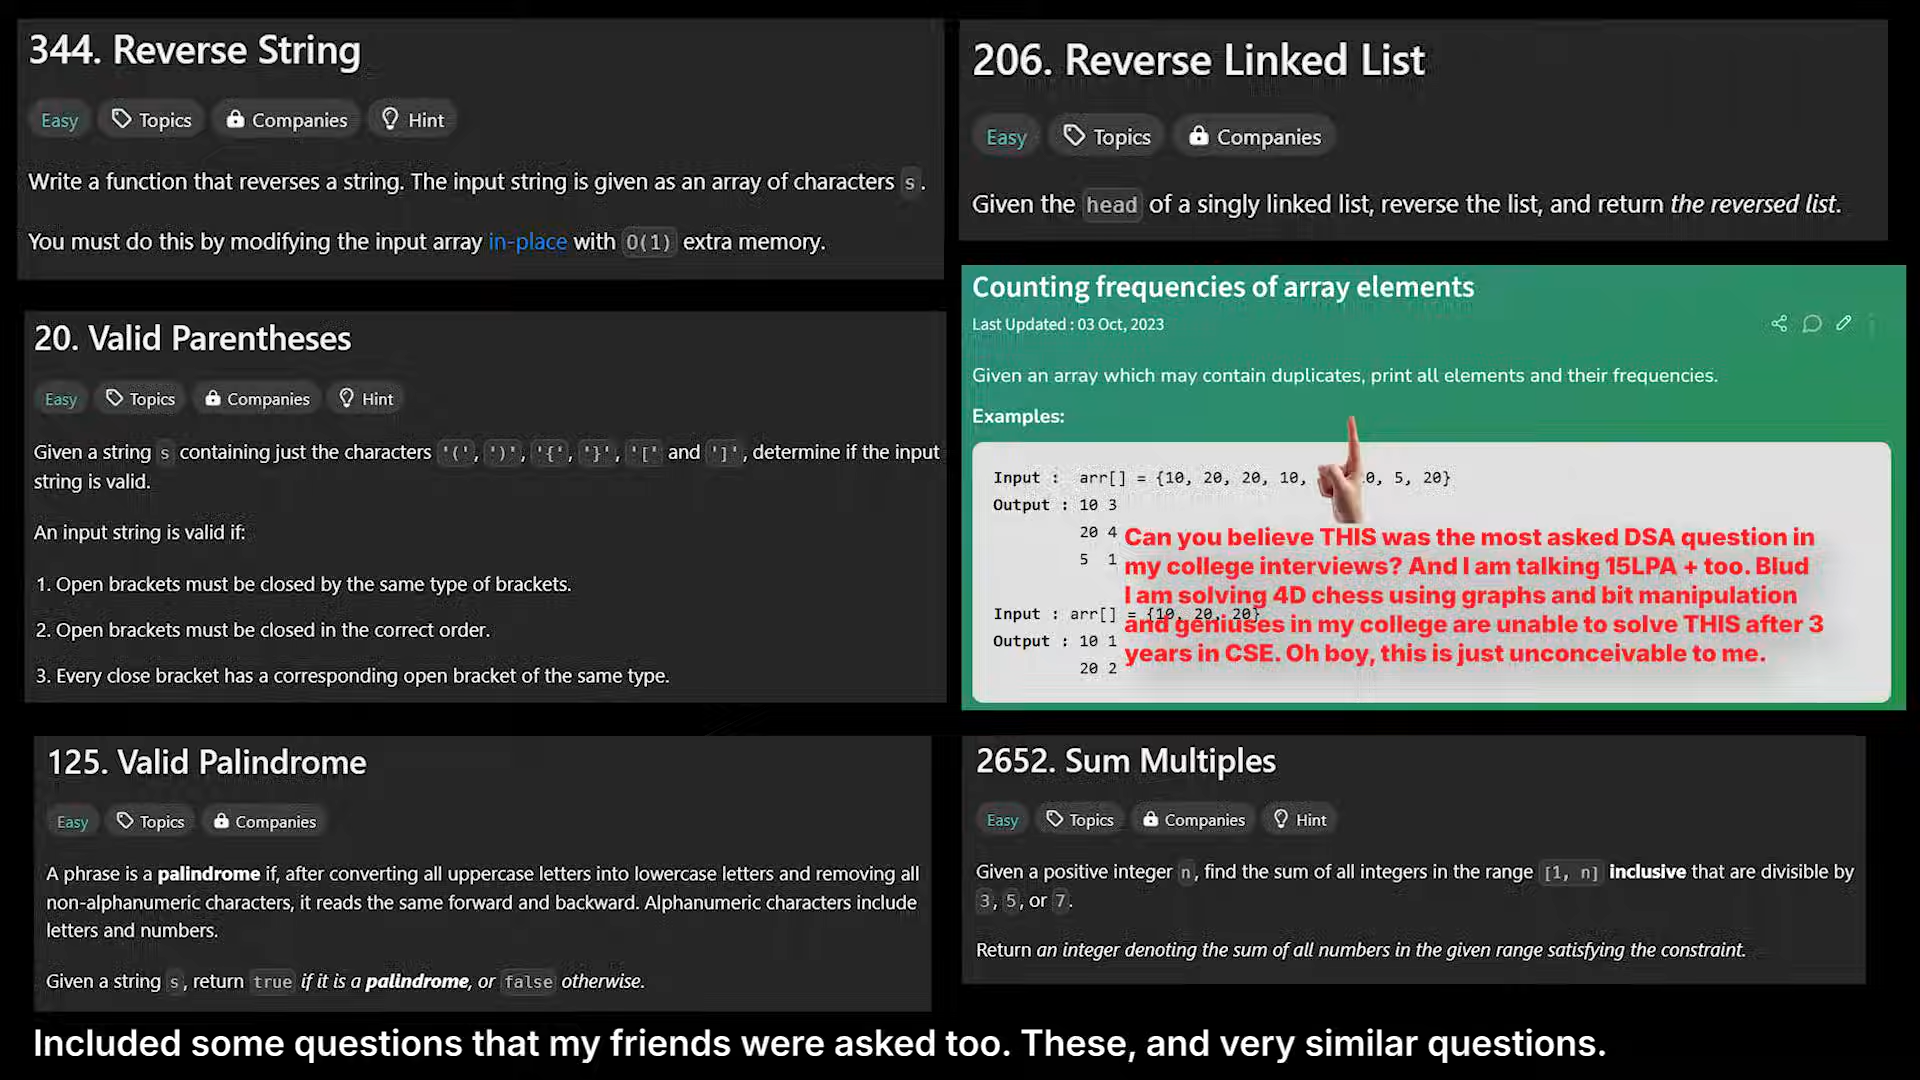 344. Reverse String
Easy Topics Companies Hint
Write a function that reverses a string. The input string is given as an array of characters s.
You must do this by modifying the input array in-place with O(1) extra memory.
206. Reverse Linked List
Easy Topics Companies
Given the head of a singly linked list, reverse the list, and return the reversed list.
20. Valid Parentheses
Easy Topics Companies Hint
Given a string s containing just the characters '(', ')', '{', '}', '[' and ']', determine if the input
string is valid.
An input string is valid if:
1. Open brackets must be closed by the same type of brackets.
2. Open brackets must be closed in the correct order.
3. Every close bracket has a corresponding open bracket of the same type.
Counting frequencies of array elements
Last Updated : 03 Oct, 2023
Given an array which may contain duplicates, print all elements and their frequencies.
Examples:
Input : arr[] = {10, 20, 20, 10, 0, 5, 20}
Output : 10 3
20 4
5 1
Input : arr[] = {10, 20, 20}
Output : 10 1
20 2
Can you believe THIS was the most asked DSA question in
my college interviews? And I am talking 15LPA + too. Blud
I am solving 4D chess using graphs and bit manipulation
and geniuses in my college are unable to solve THIS after 3
years in CSE. Oh boy, this is just unconceivable to me.
125. Valid Palindrome
Easy Topics Companies
A phrase is a palindrome if, after converting all uppercase letters into lowercase letters and removing all
non-alphanumeric characters, it reads the same forward and backward. Alphanumeric characters include
letters and numbers.
Given a string s, return true if it is a palindrome, or false otherwise.
2652. Sum Multiples
Easy Topics Companies Hint
Given a positive integer n, find the sum of all integers in the range [1, n] inclusive that are divisible by
3, 5, or 7.
Return an integer denoting the sum of all numbers in the given range satisfying the constraint.
Included some questions that my friends were asked too. These, and very similar questions.